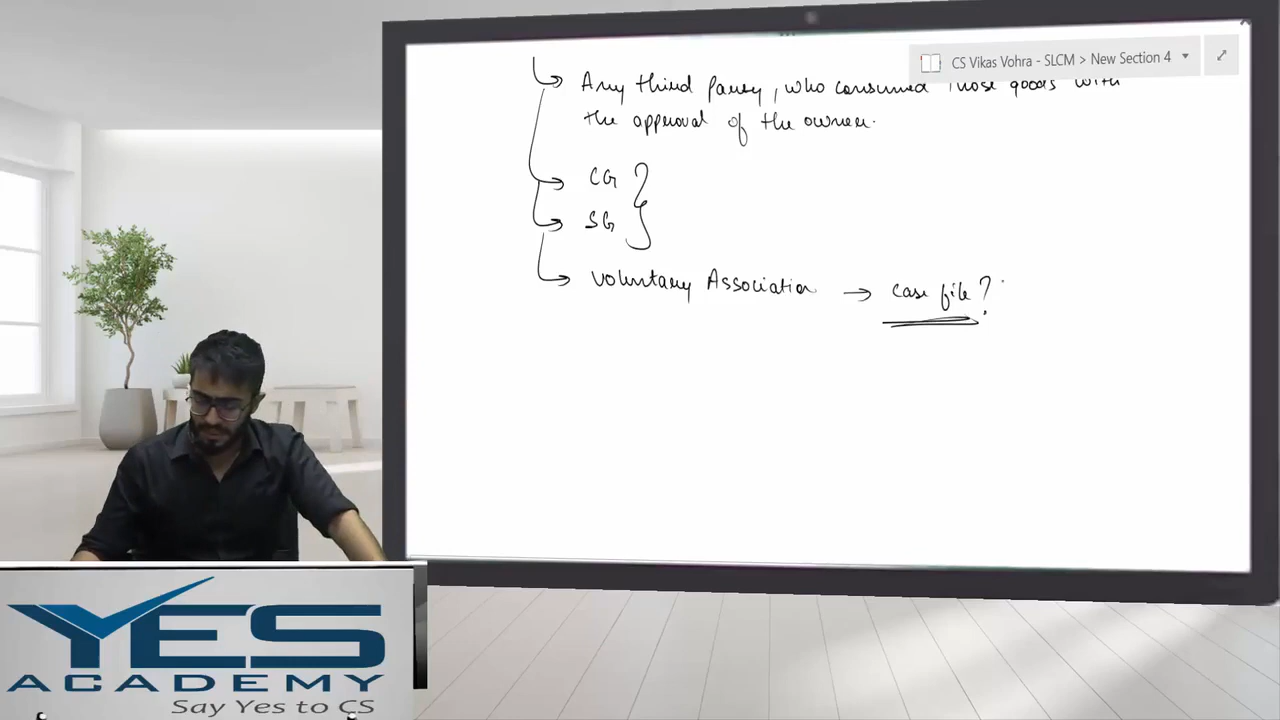 CS Vikas Vohra - SLCM > New Section 4
Any third party, who consumed those goods with
the approval of the owner.
CG
SG
Voluntary Association → case file?
YES
ACADEMY
Say Yes to CS